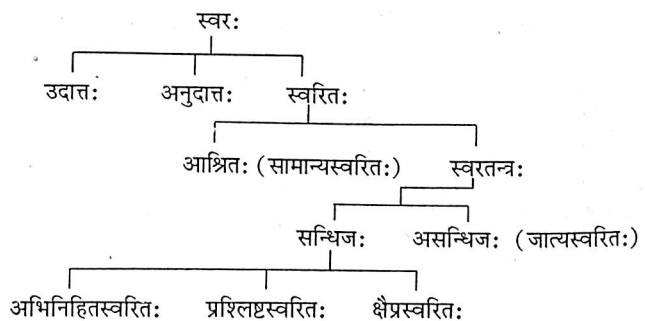 स्वर:
उदात्त: अनुदात्त: स्वरित:
आश्रित: (सामान्यस्वरित:) स्वरतन्त्र:
सन्धिज: असन्धिज: (जात्यस्वरित:)
अभिनिहितस्वरित: प्रश्लिष्टस्वरित: क्षैप्रस्वरित: